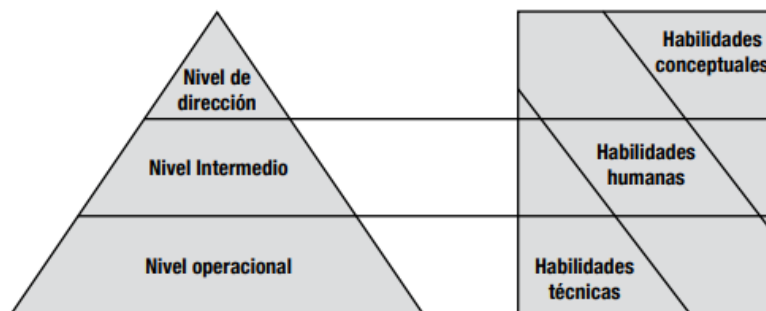 Nivel de
dirección
Nivel Intermedio
Nivel operacional
Habilidades
conceptuales
Habilidades
humanas
Habilidades
técnicas